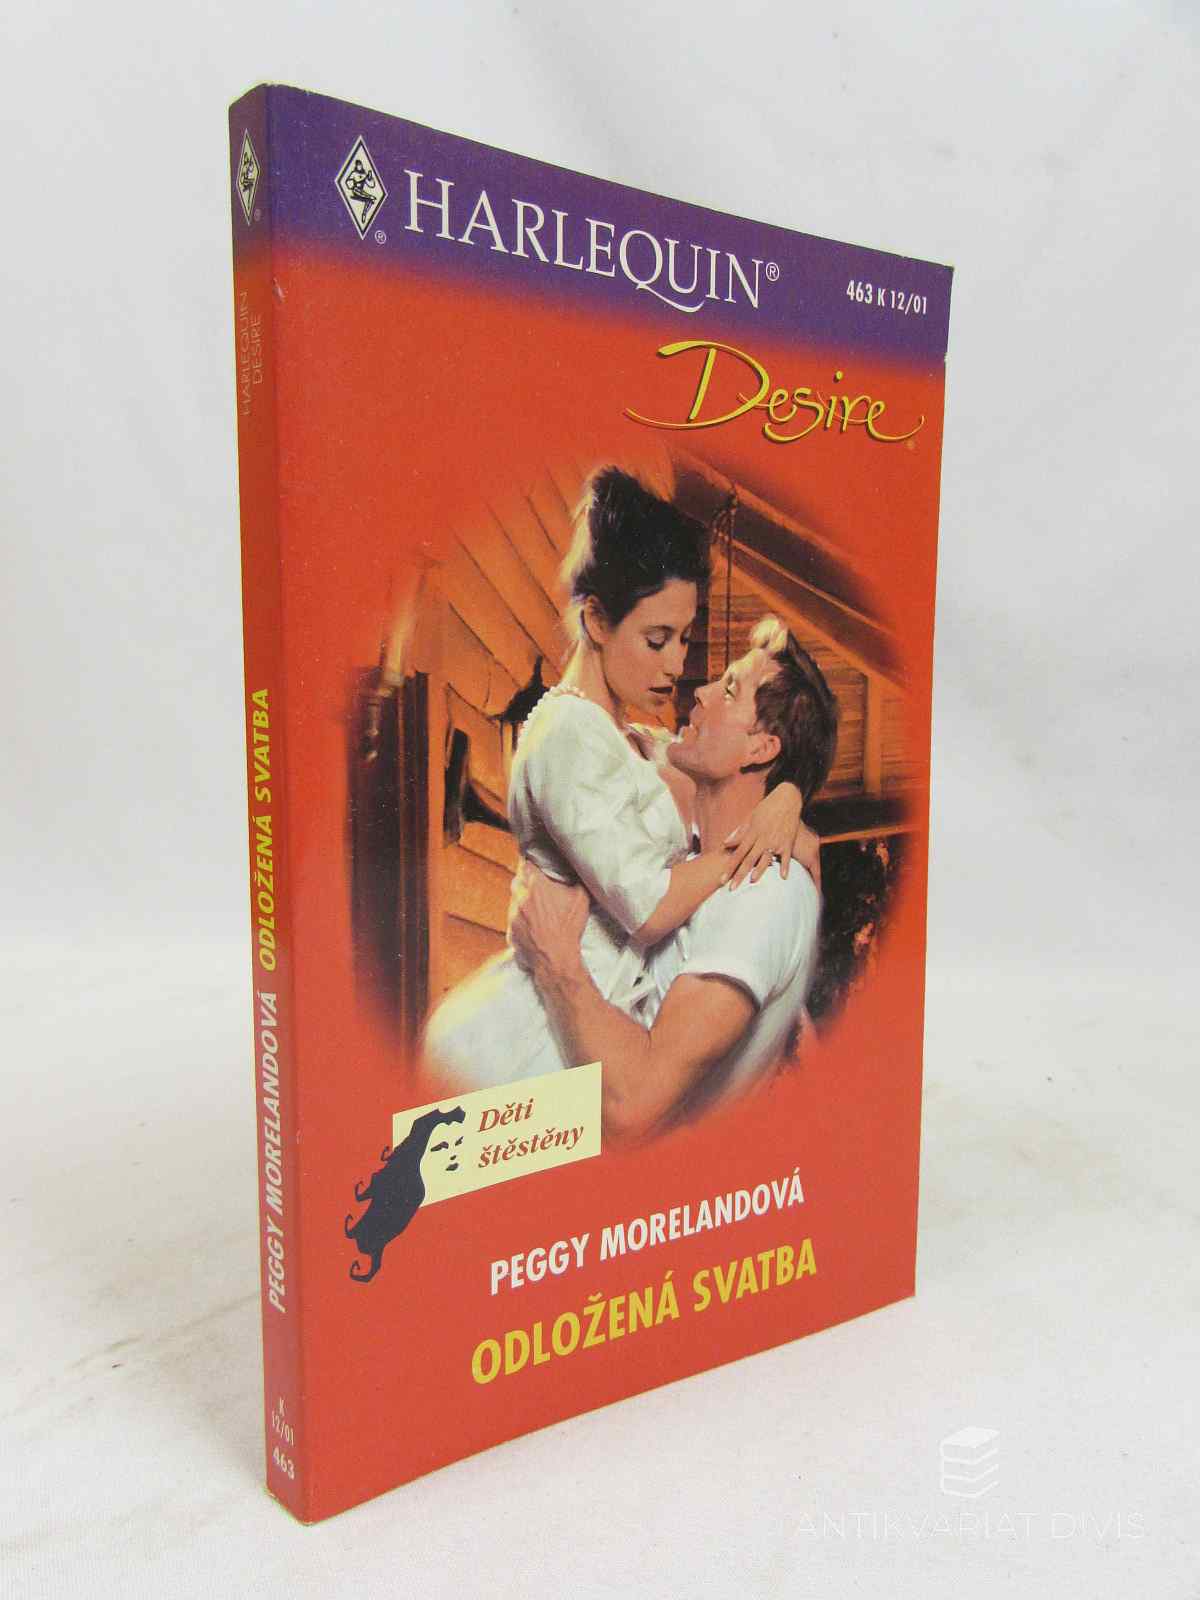 HARLEQUIN®
463 K 12/01
Desire®
Děti
štěstěny
PEGGY MORELANDOVÁ
ODLOŽENÁ SVATBA
®
HARLEQUIN
DESIRE
PEGGY MORELANDOVÁ ODLOŽENÁ SVATBA
K
12/01
463
ANTIKVARIAT DIVIS